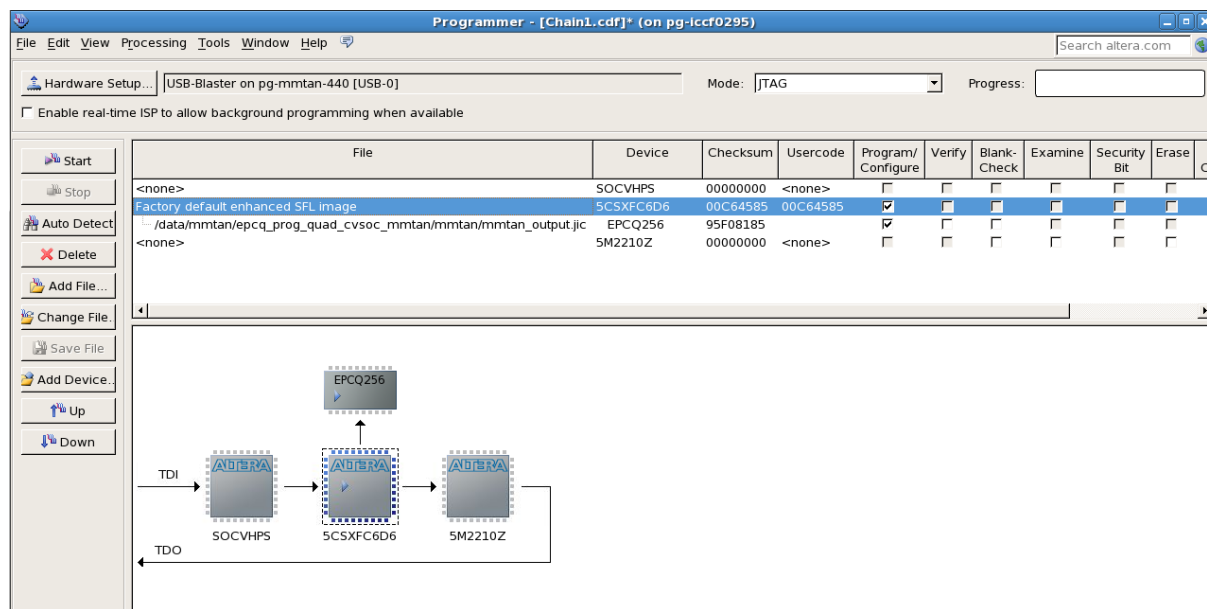 Programmer - [Chain1.cdf]* (on pg-iccf0295)
File Edit View Processing Tools Window Help
Search altera.com
Hardware Setup... USB-Blaster on pg-mmtan-440 [USB-0] Mode: JTAG Progress:
Enable real-time ISP to allow background programming when available
Start
Stop
Auto Detect
Delete
Add File...
Change File.
Save File
Add Device..
Up
Down
File Device Checksum Usercode Program/ Verify Blank- Examine Security Erase
Configure Check Bit
<none> SOCVHPS 00000000 <none>
Factory default enhanced SFL image 5CSXFC6D6 00C64585 00C64585
/data/mmtan/epcq_prog_quad_cvsoc_mmtan/mmtan/mmtan_output.jic EPCQ256 95F08185
<none> 5M2210Z 00000000 <none>
EPCQ256
TDI
ALTERA ALTERA ALTERA
SOCVHPS 5CSXFC6D6 5M2210Z
TDO